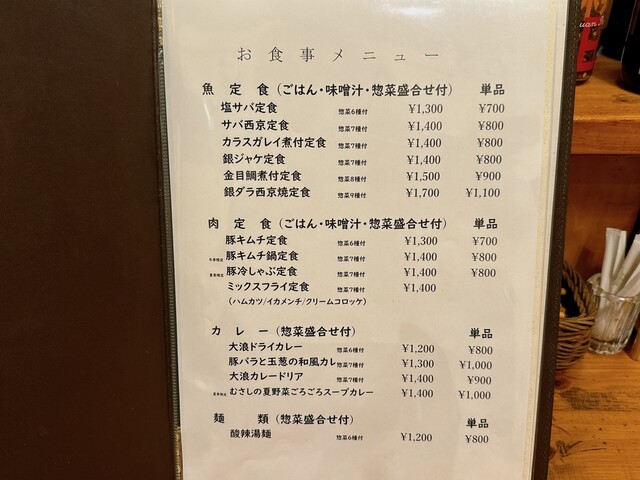 お食事メニュー
魚 定 食（ごはん・味噌汁・惣菜盛合せ付） 単品
塩サバ定食 惣菜6種付 ¥1,300 ¥700
サバ西京定食 惣菜7種付 ¥1,400 ¥800
カラスガレイ煮付定食 惣菜7種付 ¥1,400 ¥800
銀ジャケ定食 惣菜7種付 ¥1,400 ¥800
金目鯛煮付定食 惣菜8種付 ¥1,500 ¥900
銀ダラ西京焼定食 惣菜9種付 ¥1,700 ¥1,100
肉 定 食（ごはん・味噌汁・惣菜盛合せ付） 単品
豚キムチ定食 惣菜6種付 ¥1,300 ¥700
豚キムチ鍋定食 惣菜7種付 ¥1,400 ¥800
豚冷しゃぶ定食 惣菜7種付 ¥1,400 ¥800
ミックスフライ定食 惣菜7種付 ¥1,400
（ハムカツ/イカメンチ/クリームコロッケ）
カ レ ー（惣菜盛合せ付） 単品
大浪ドライカレー 惣菜6種付 ¥1,200 ¥800
豚バラと玉葱の和風カレ 惣菜7種付 ¥1,300 ¥1,000
大浪カレードリア 惣菜7種付 ¥1,400 ¥900
むさしの夏野菜ごろごろスープカレー ¥1,400 ¥1,000
麺 類（惣菜盛合せ付） 単品
酸辣湯麺 惣菜6種付 ¥1,200 ¥800